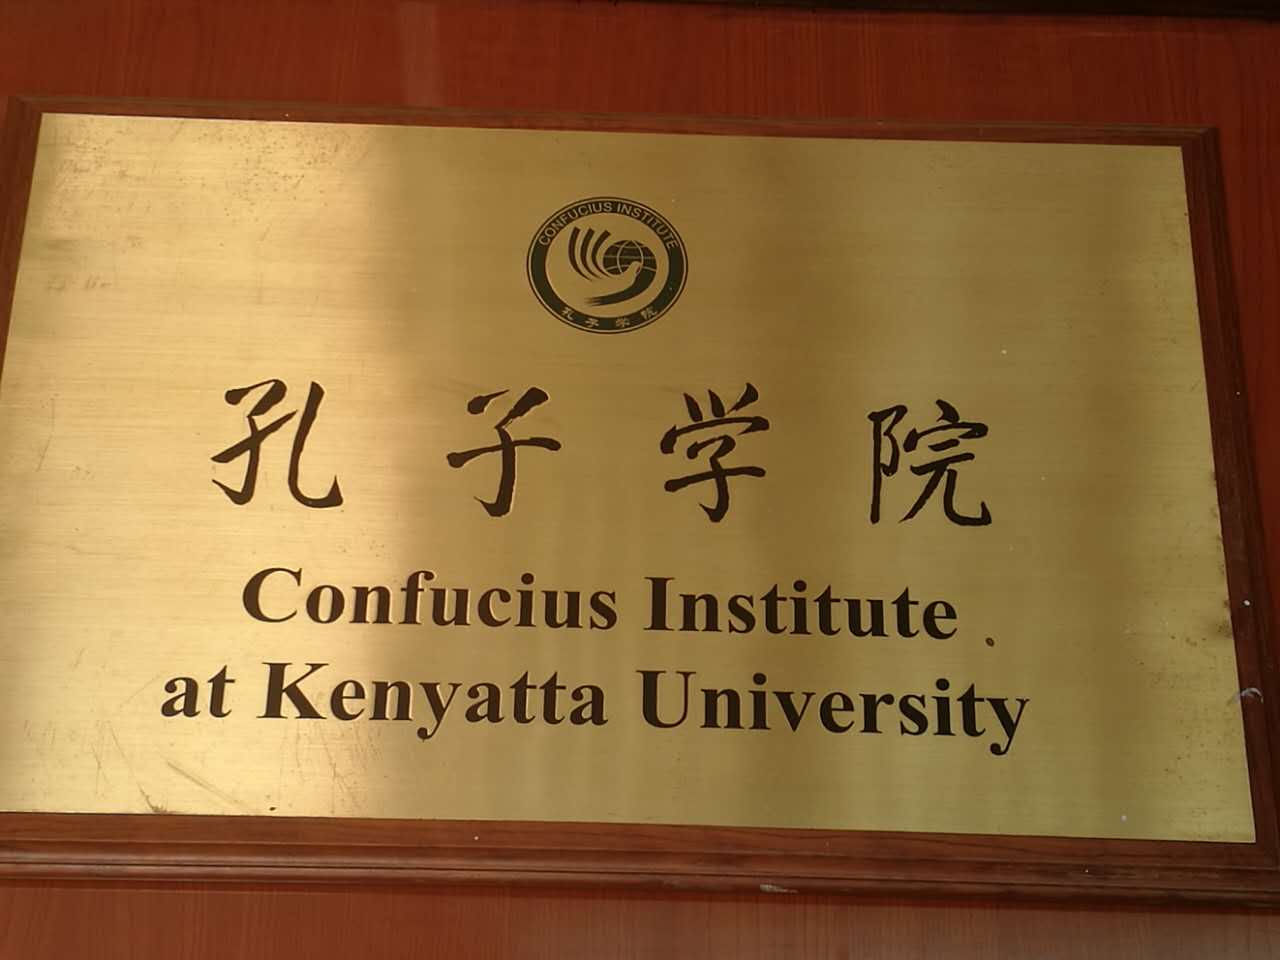 CONFUCIUS INSTITUTE
孔子学院
孔子学院
Confucius Institute
at Kenyatta University